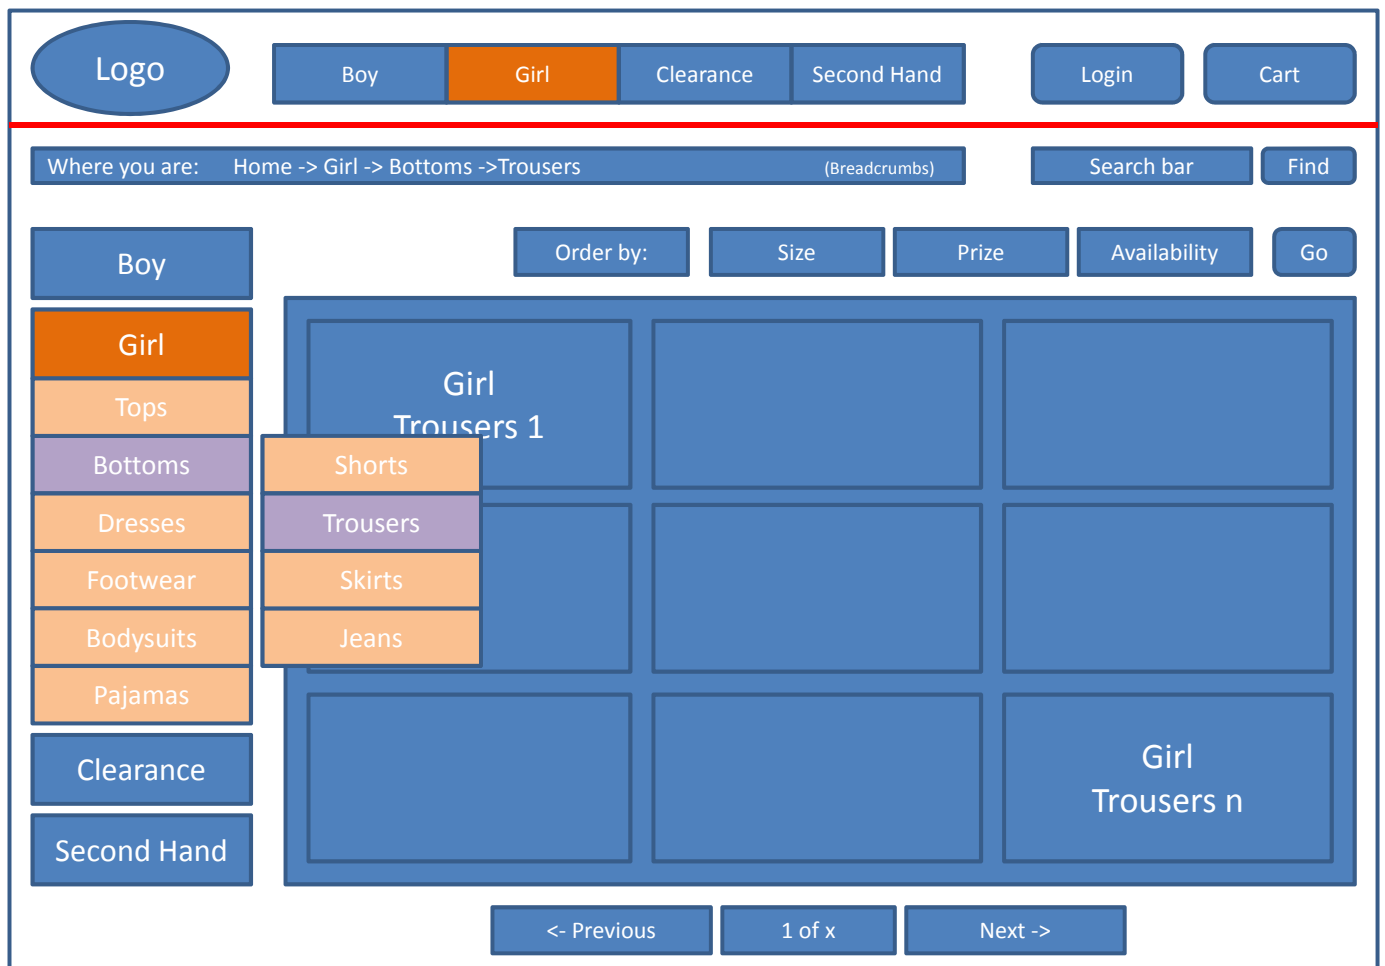 Logo
Boy
Girl
Clearance
Second Hand
Login
Cart
Where you are: Home -> Girl -> Bottoms ->Trousers (Breadcrumbs)
Search bar
Find
Order by:
Size
Prize
Availability
Go
Boy
Girl
Tops
Bottoms
Dresses
Footwear
Bodysuits
Pajamas
Clearance
Second Hand
Shorts
Trousers
Skirts
Jeans
Girl
Trousers 1
Girl
Trousers n
<- Previous
1 of x
Next ->